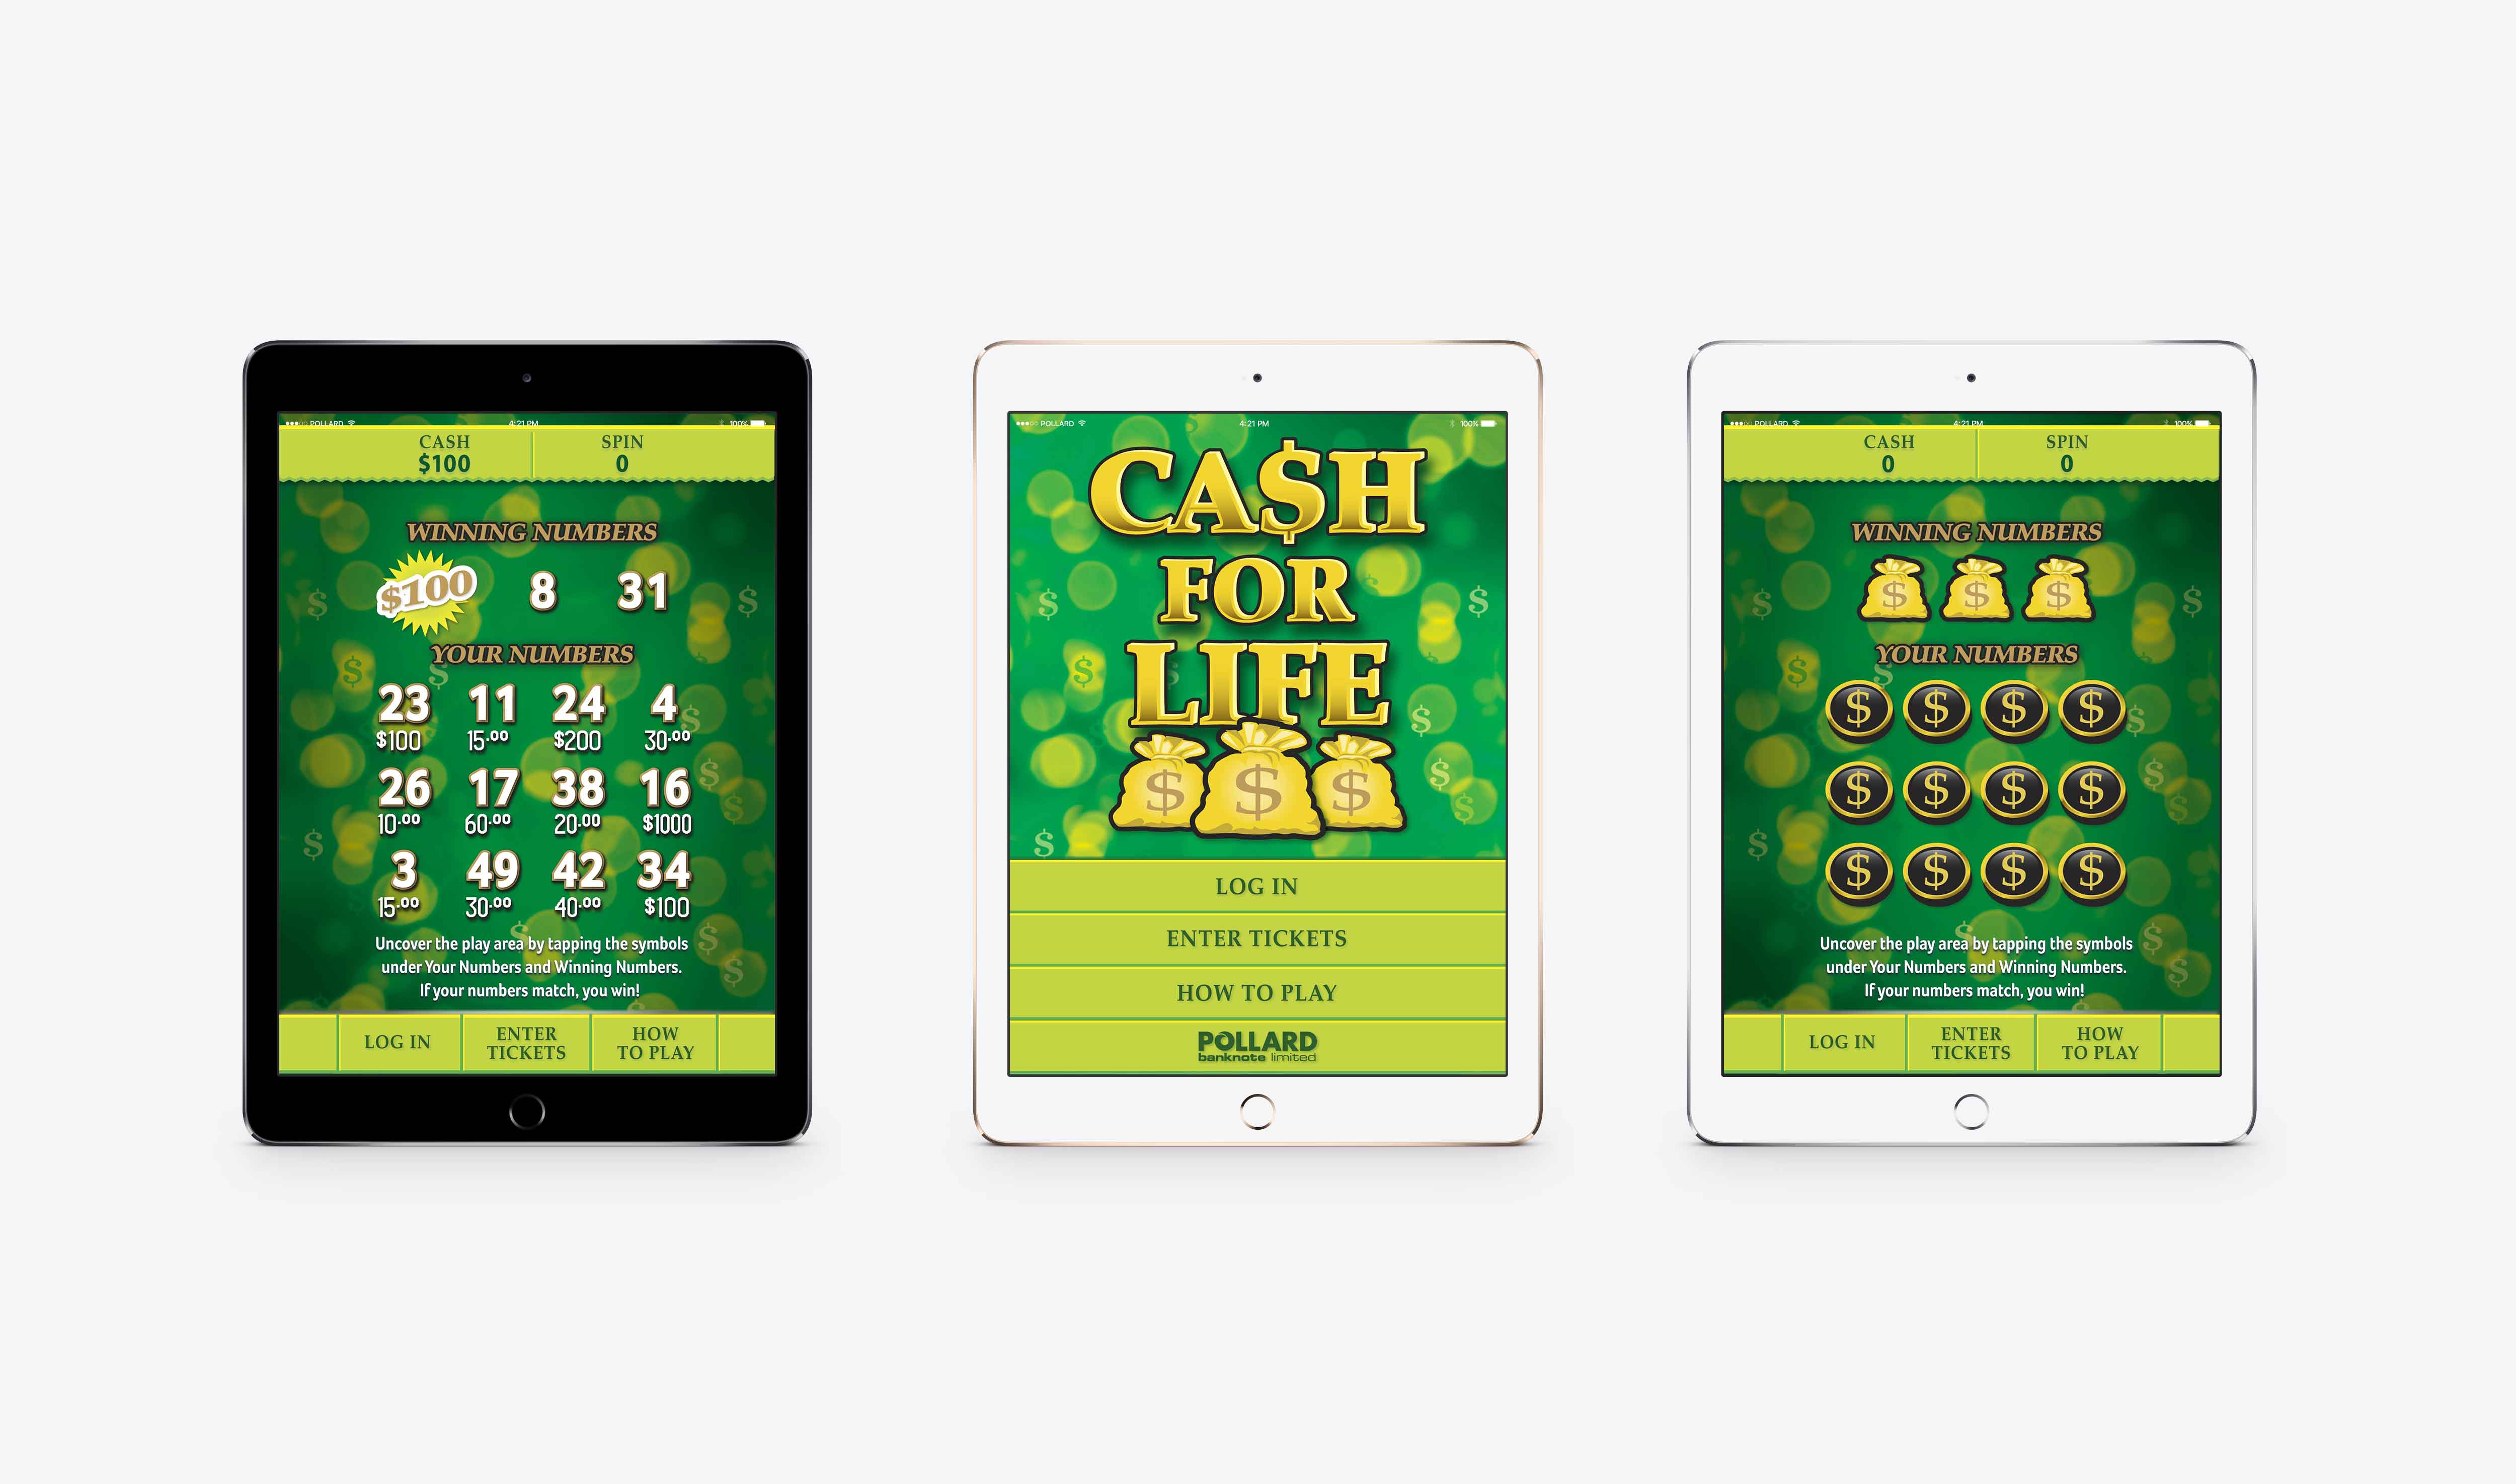 POLLARD 4:21 PM 100%
CASH SPIN
$100 0
WINNING NUMBERS
$100 8 31
YOUR NUMBERS
23 11 24 4
$100 15.00 $200 30.00
26 17 38 16
10.00 60.00 20.00 $1000
3 49 42 34
15.00 30.00 40.00 $100
Uncover the play area by tapping the symbols
under Your Numbers and Winning Numbers.
If your numbers match, you win!
LOG IN ENTER TICKETS HOW TO PLAY
POLLARD 4:21 PM 100%
CA$H
FOR
LIFE
$ $ $
LOG IN
ENTER TICKETS
HOW TO PLAY
POLLARD
banknote limited
POLLARD 4:21 PM 100%
CASH SPIN
0 0
WINNING NUMBERS
$ $ $
YOUR NUMBERS
$ $ $ $
$ $ $ $
$ $ $ $
Uncover the play area by tapping the symbols
under Your Numbers and Winning Numbers.
If your numbers match, you win!
LOG IN ENTER TICKETS HOW TO PLAY